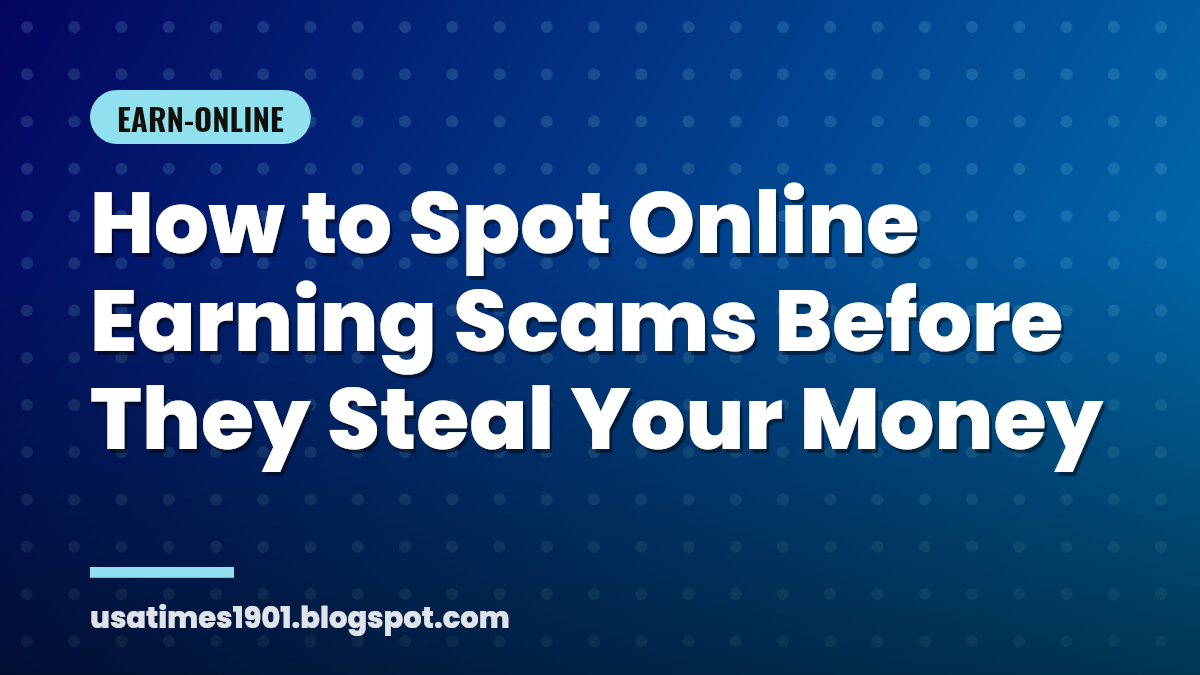 EARN-ONLINE
How to Spot Online
Earning Scams Before
They Steal Your Money
usatimes1901.blogspot.com